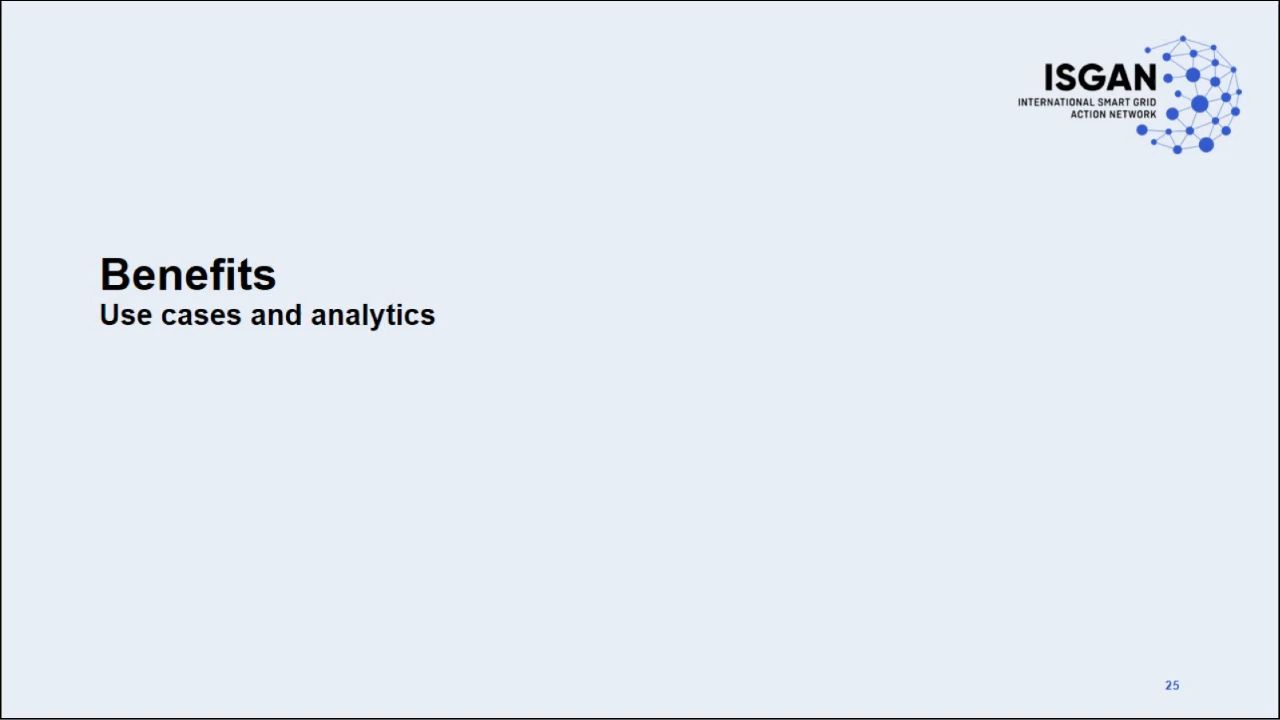 ISGAN
INTERNATIONAL SMART GRID
ACTION NETWORK
Benefits
Use cases and analytics
25